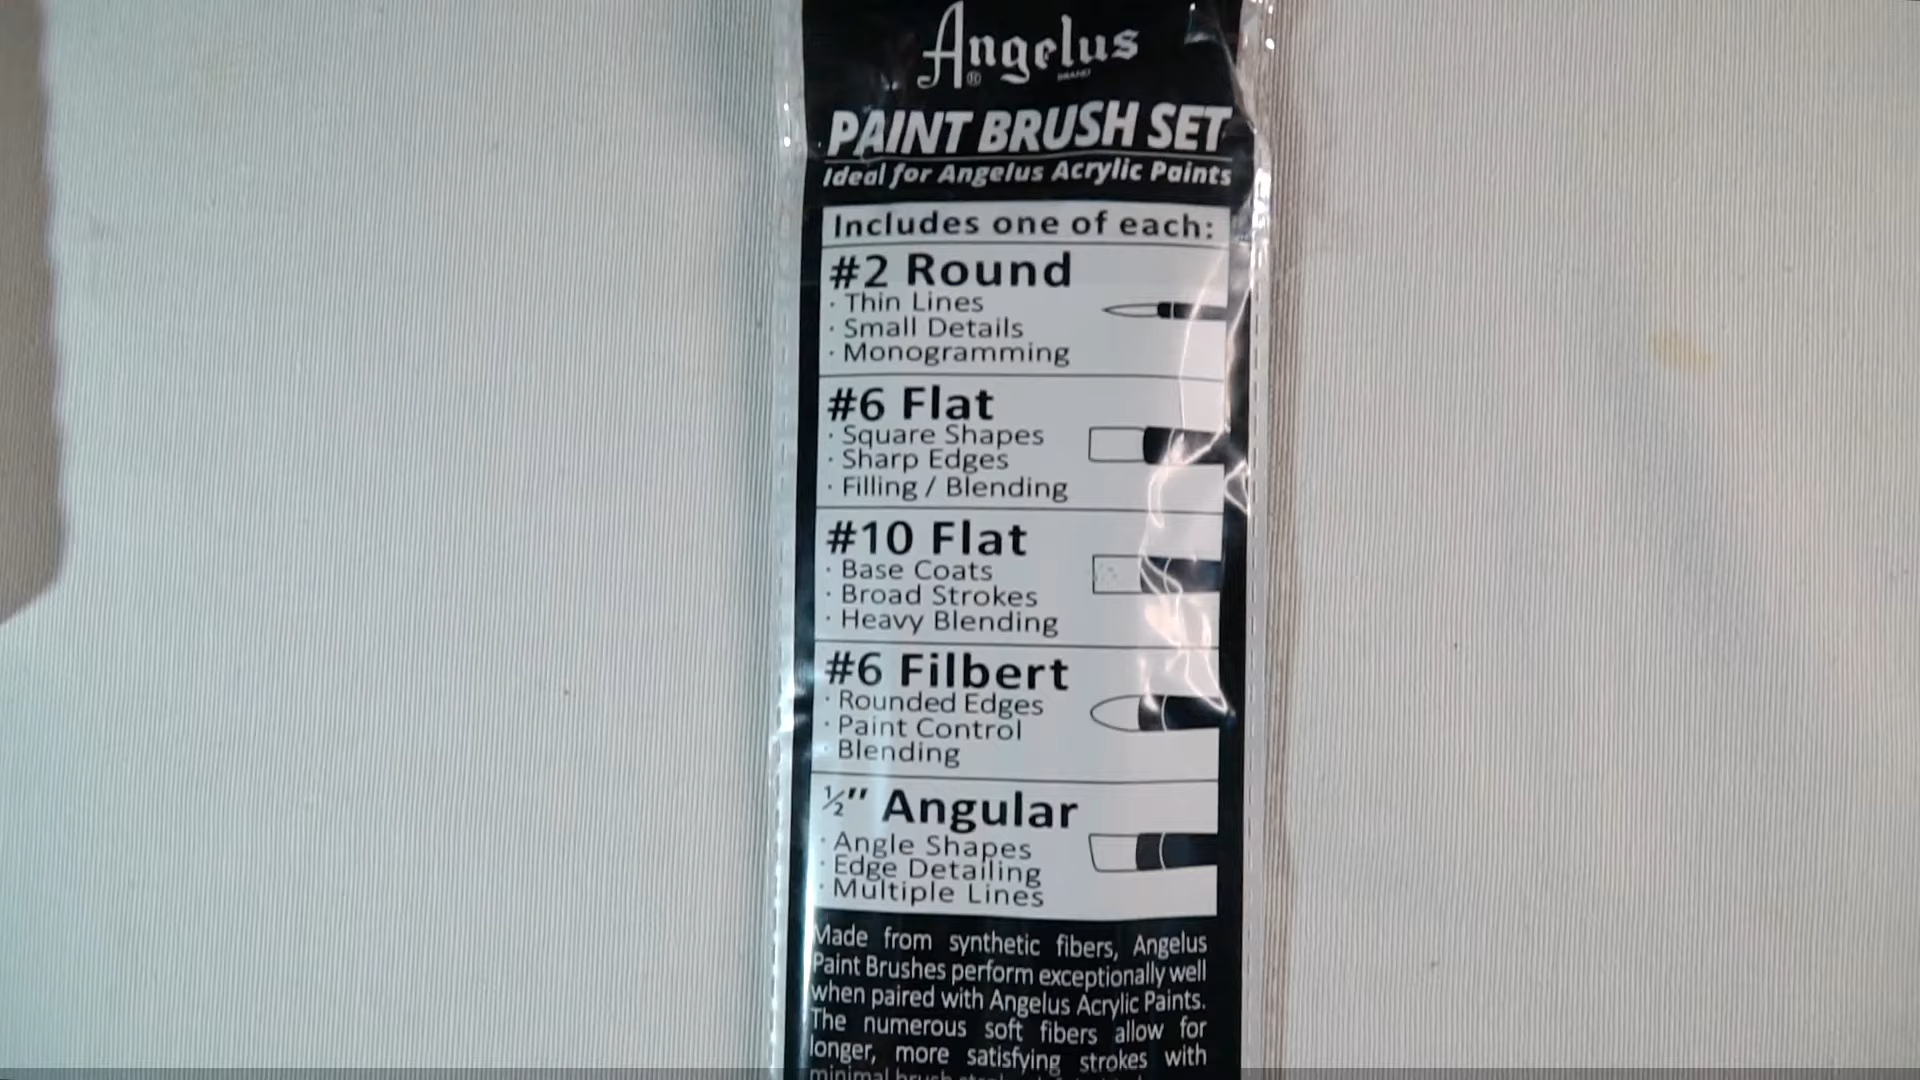 Angelus®
BRAND
PAINT BRUSH SET
Ideal for Angelus Acrylic Paints
Includes one of each:
#2 Round
· Thin Lines
· Small Details
· Monogramming
#6 Flat
· Square Shapes
· Sharp Edges
· Filling / Blending
#10 Flat
· Base Coats
· Broad Strokes
· Heavy Blending
#6 Filbert
· Rounded Edges
· Paint Control
· Blending
½" Angular
· Angle Shapes
· Edge Detailing
· Multiple Lines
Made from synthetic fibers, Angelus
Paint Brushes perform exceptionally well
when paired with Angelus Acrylic Paints.
The numerous soft fibers allow for
longer, more satisfying strokes with
minimal brush